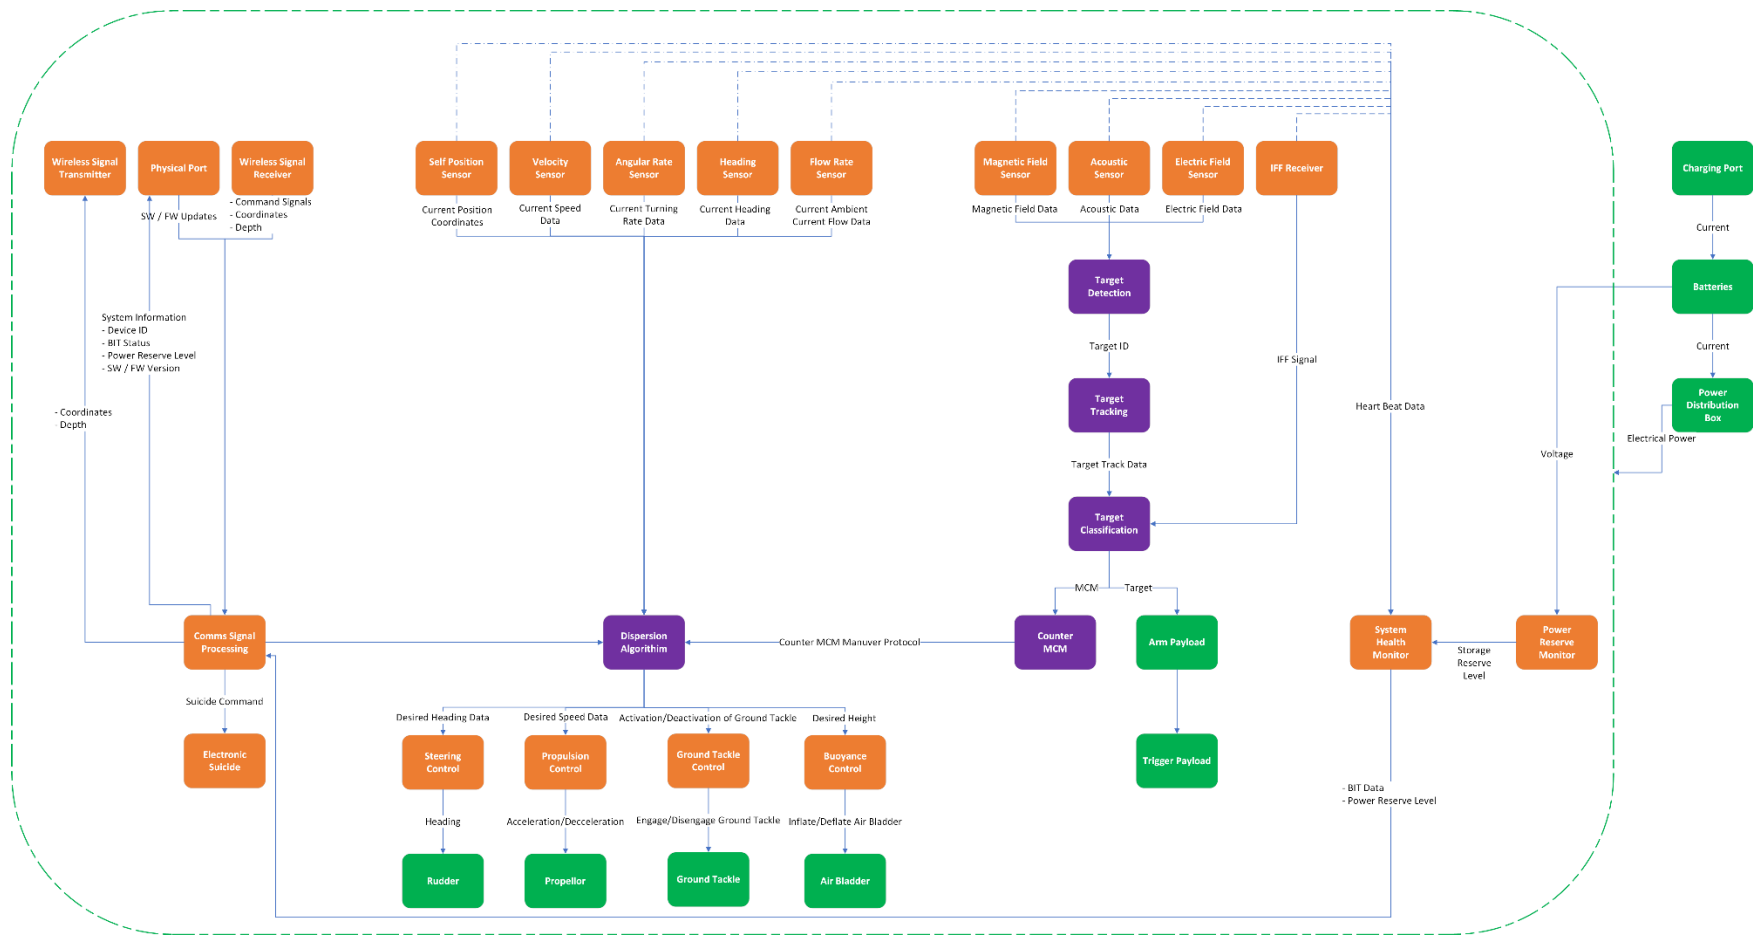 Wireless Signal
Transmitter
Physical Port
Wireless Signal
Receiver
Self Position
Sensor
Velocity
Sensor
Angular Rate
Sensor
Heading
Sensor
Flow Rate
Sensor
Magnetic Field
Sensor
Acoustic
Sensor
Electric Field
Sensor
IFF Receiver
Charging Port
SW / FW Updates
- Command Signals
- Coordinates
- Depth
Current Position
Coordinates
Current Speed
Data
Current Turning
Rate Data
Current Heading
Data
Current Ambient
Current Flow Data
Magnetic Field Data
Acoustic Data
Electric Field Data
Current
Target
Detection
Batteries
System Information
- Device ID
- BIT Status
- Power Reserve Level
- SW / FW Version
Target ID
IFF Signal
Current
- Coordinates
- Depth
Target
Tracking
Heart Beat Data
Power
Distribution
Box
Electrical Power
Voltage
Target Track Data
Target
Classification
MCM
Target
Comms Signal
Processing
Dispersion
Algorithim
Counter MCM Manuver Protocol
Counter
MCM
Arm Payload
System
Health
Monitor
Storage
Reserve
Level
Power
Reserve
Monitor
Suicide Command
Desired Heading Data
Desired Speed Data
Activation/Deactivation of Ground Tackle
Desired Height
Electronic
Suicide
Steering
Control
Propulsion
Control
Ground Tackle
Control
Buoyance
Control
Trigger Payload
- BIT Data
- Power Reserve Level
Heading
Acceleration/Decceleration
Engage/Disengage Ground Tackle
Inflate/Deflate Air Bladder
Rudder
Propellor
Ground Tackle
Air Bladder